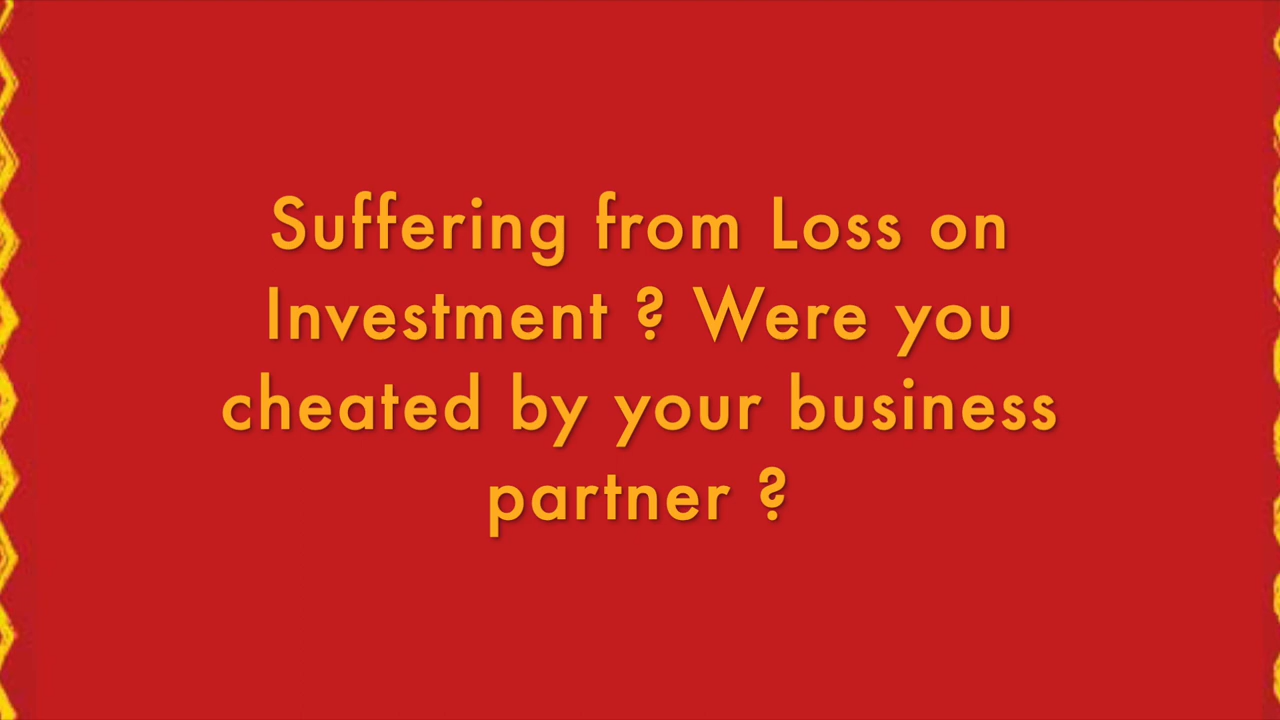 Suffering from Loss on
Investment ? Were you
cheated by your business
partner ?